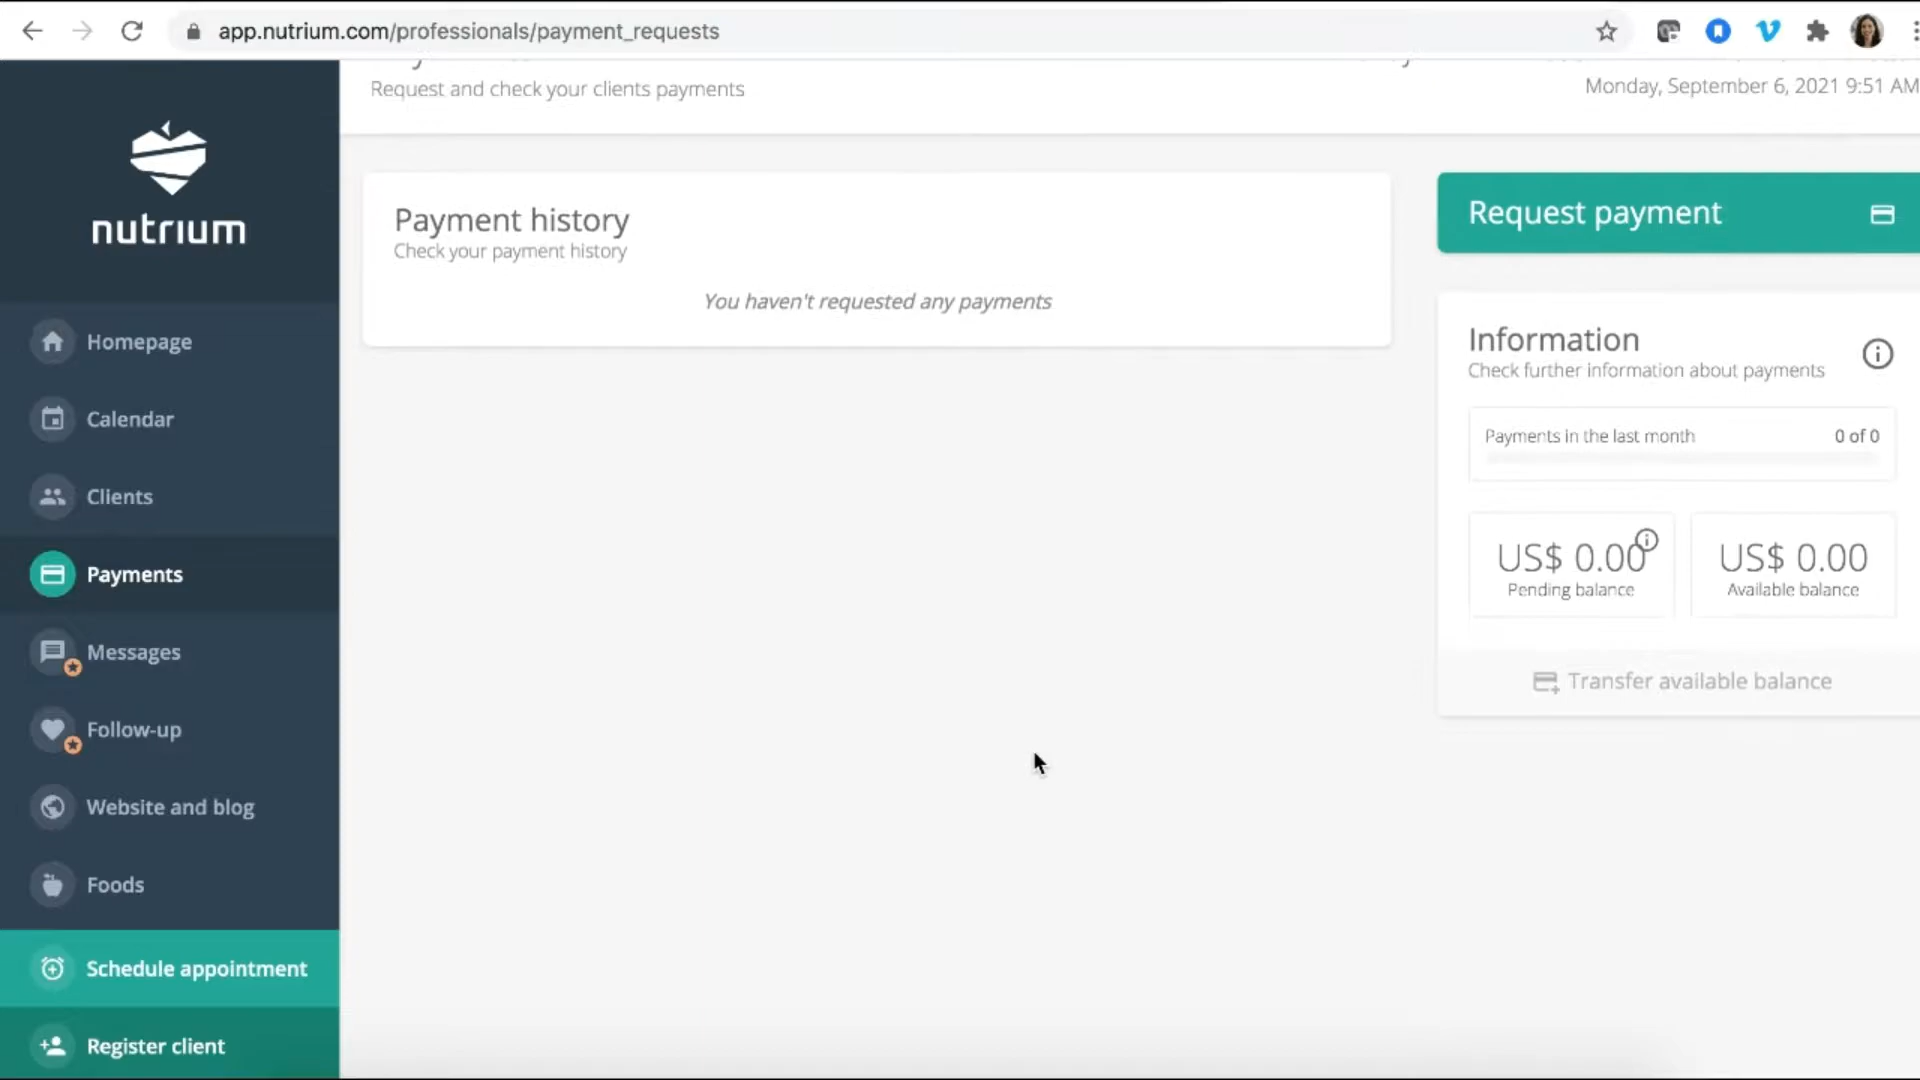 app.nutrium.com/professionals/payment_requests
Request and check your clients payments
Monday, September 6, 2021 9:51 AM
nutrium
Homepage
Calendar
Clients
Payments
Messages
Follow-up
Website and blog
Foods
Schedule appointment
Register client
Payment history
Check your payment history
You haven't requested any payments
Request payment
Information
Check further information about payments
Payments in the last month 0 of 0
US$ 0.00
Pending balance
US$ 0.00
Available balance
Transfer available balance